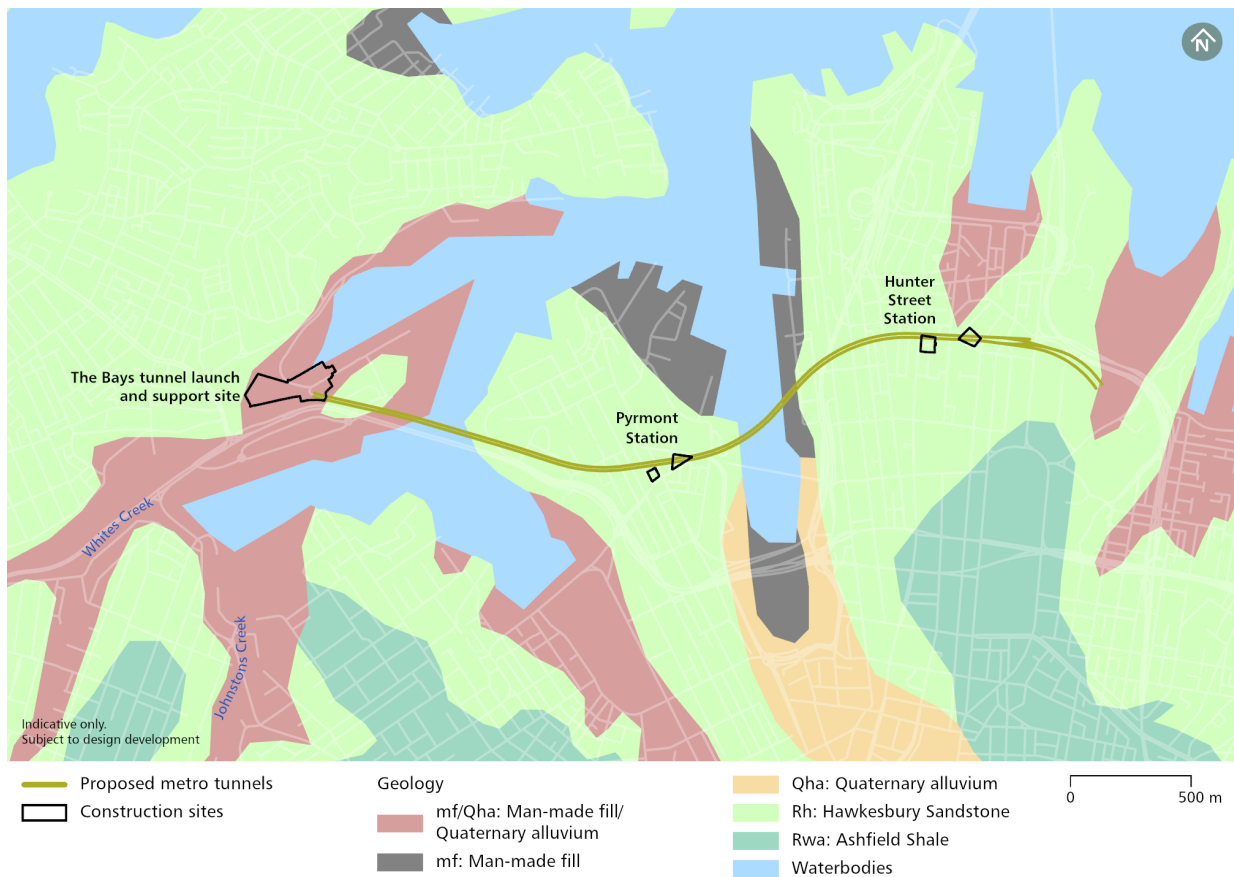 N
Hunter
Street
Station
The Bays tunnel launch
and support site
Pyrmont
Station
Whites Creek
Johnstons Creek
Indicative only.
Subject to design development
Proposed metro tunnels
Construction sites
Geology
mf/Qha: Man-made fill/
Quaternary alluvium
mf: Man-made fill
Qha: Quaternary alluvium
Rh: Hawkesbury Sandstone
Rwa: Ashfield Shale
Waterbodies
0 500 m